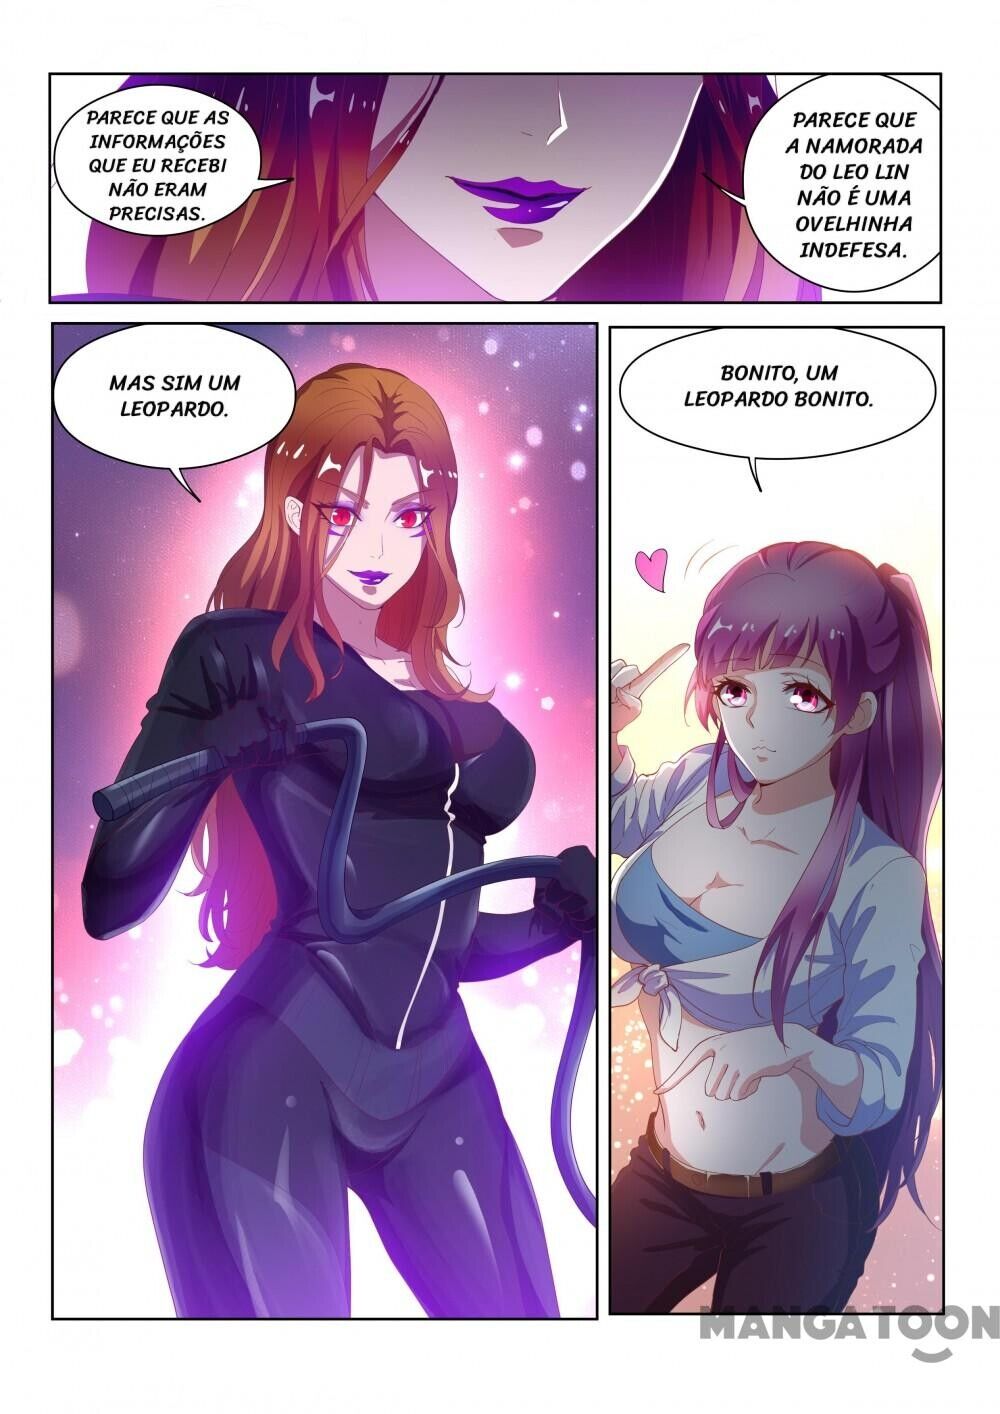 PARECE QUE AS
INFORMAÇÕES
QUE EU RECEBI
NÃO ERAM
PRECISAS.
PARECE QUE
A NAMORADA
DO LEO LIN
NÃO É UMA
OVELHINHA
INDEFESA.
MAS SIM UM
LEOPARDO.
BONITO, UM
LEOPARDO BONITO.
MANGATOON